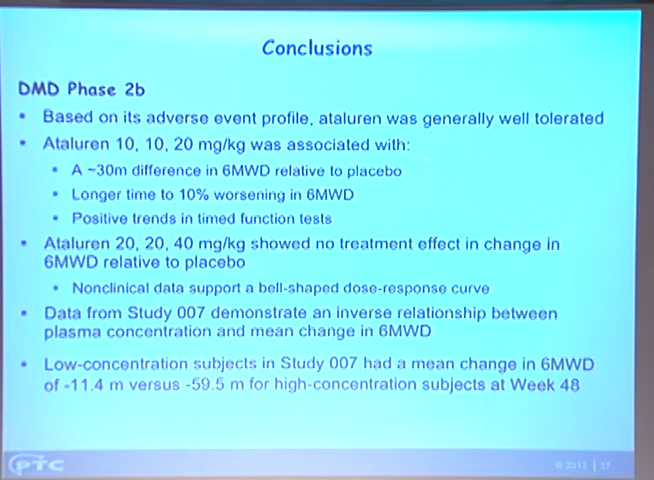 Conclusions
DMD Phase 2b
• Based on its adverse event profile, ataluren was generally well tolerated
• Ataluren 10, 10, 20 mg/kg was associated with:
• A ~30m difference in 6MWD relative to placebo
• Longer time to 10% worsening in 6MWD
• Positive trends in timed function tests
• Ataluren 20, 20, 40 mg/kg showed no treatment effect in change in
6MWD relative to placebo
• Nonclinical data support a bell-shaped dose-response curve
• Data from Study 007 demonstrate an inverse relationship between
plasma concentration and mean change in 6MWD
• Low-concentration subjects in Study 007 had a mean change in 6MWD
of -11.4 m versus -59.5 m for high-concentration subjects at Week 48
PTC
© 2012 | 37